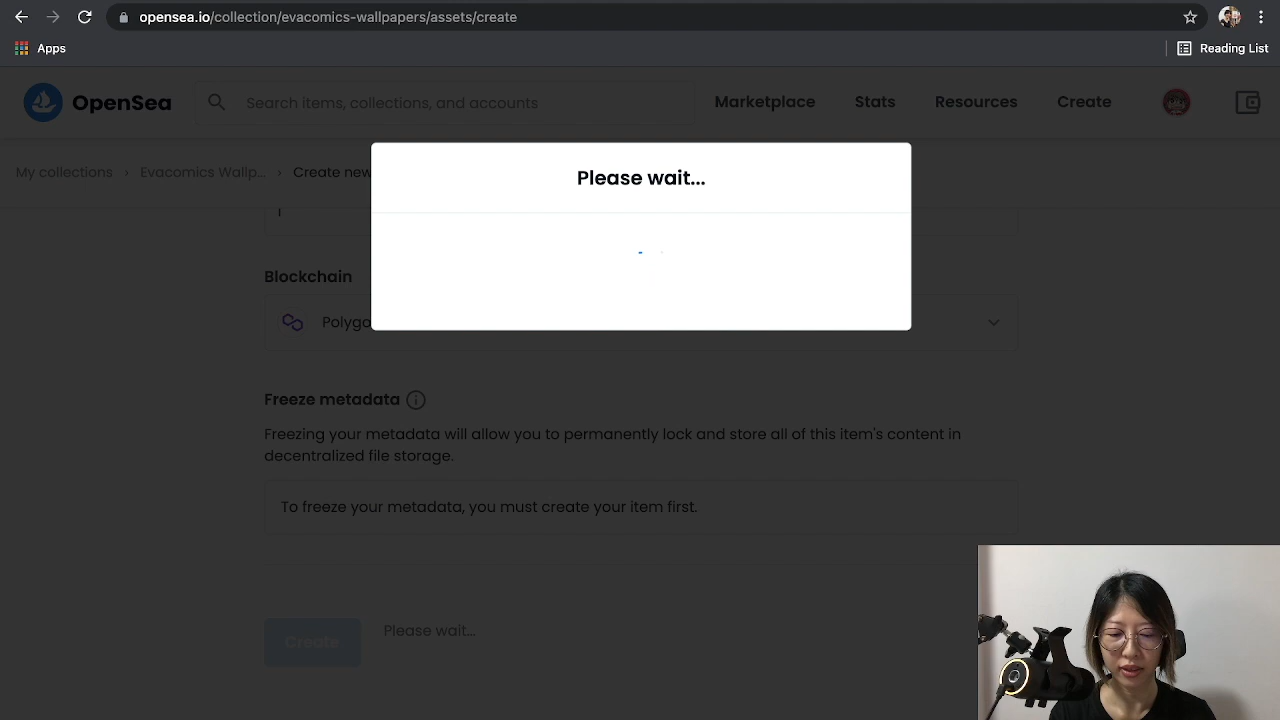 opensea.io/collection/evacomics-wallpapers/assets/create
Apps
Reading List
OpenSea
Search items, collections, and accounts
Marketplace
Stats
Resources
Create
My collections › Evacomics Wallp... › Create new
Please wait...
1
Blockchain
Polygo
Freeze metadata
Freezing your metadata will allow you to permanently lock and store all of this item's content in
decentralized file storage.
To freeze your metadata, you must create your item first.
Create
Please wait...